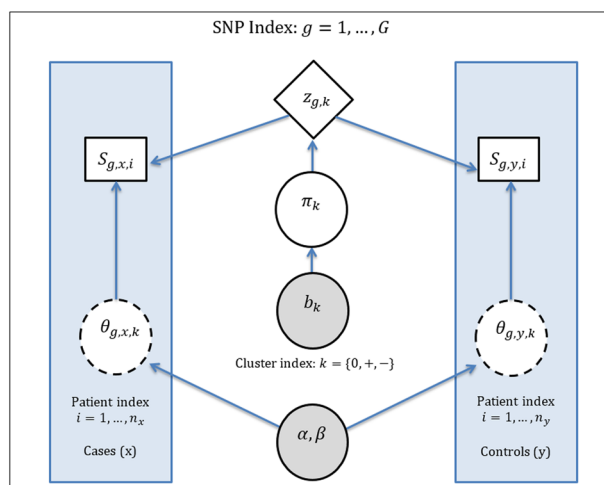 SNP Index: g = 1, … , G
z_{g,k}
S_{g,x,i}
S_{g,y,i}
π_k
b_k
θ_{g,x,k}
θ_{g,y,k}
Cluster index: k = {0, +, −}
Patient index
i = 1, … , n_x
Cases (x)
α, β
Patient index
i = 1, … , n_y
Controls (y)